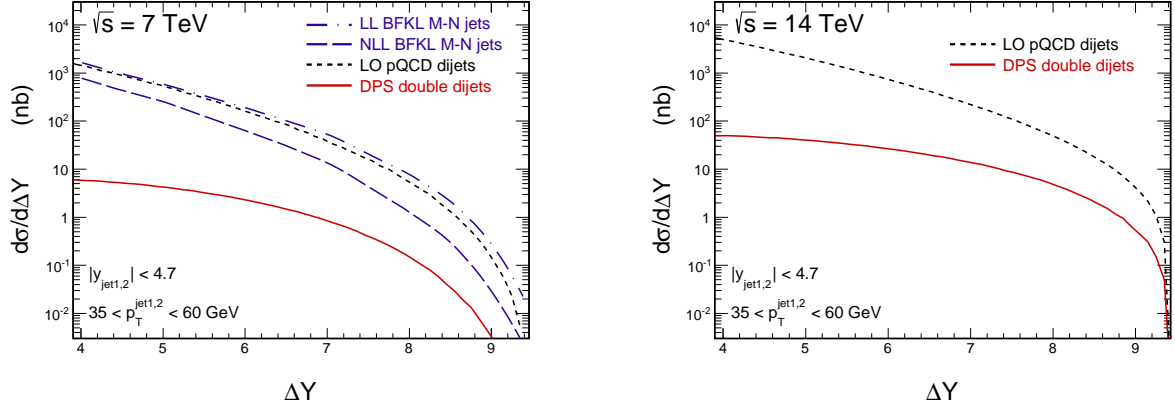 √s = 7 TeV
LL BFKL M-N jets
NLL BFKL M-N jets
LO pQCD dijets
DPS double dijets
dσ/dΔY (nb)
10⁴
10³
10²
10
1
10⁻¹
10⁻²
|y_jet1,2| < 4.7
35 < p_T^jet1,2 < 60 GeV
4 5 6 7 8 9
ΔY
√s = 14 TeV
LO pQCD dijets
DPS double dijets
dσ/dΔY (nb)
10⁴
10³
10²
10
1
10⁻¹
10⁻²
|y_jet1,2| < 4.7
35 < p_T^jet1,2 < 60 GeV
4 5 6 7 8 9
ΔY